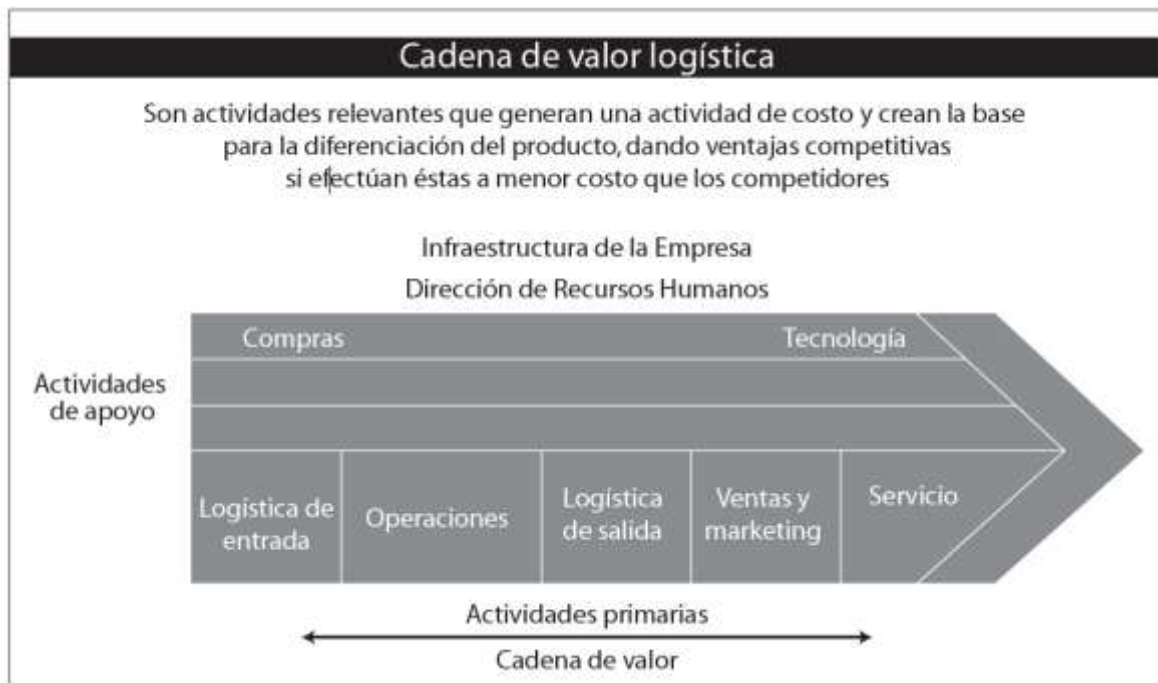 Cadena de valor logística
Son actividades relevantes que generan una actividad de costo y crean la base
para la diferenciación del producto, dando ventajas competitivas
si efectúan éstas a menor costo que los competidores
Infraestructura de la Empresa
Dirección de Recursos Humanos
Compras
Tecnología
Actividades
de apoyo
Logística de
entrada
Operaciones
Logística
de salida
Ventas y
marketing
Servicio
Actividades primarias
Cadena de valor